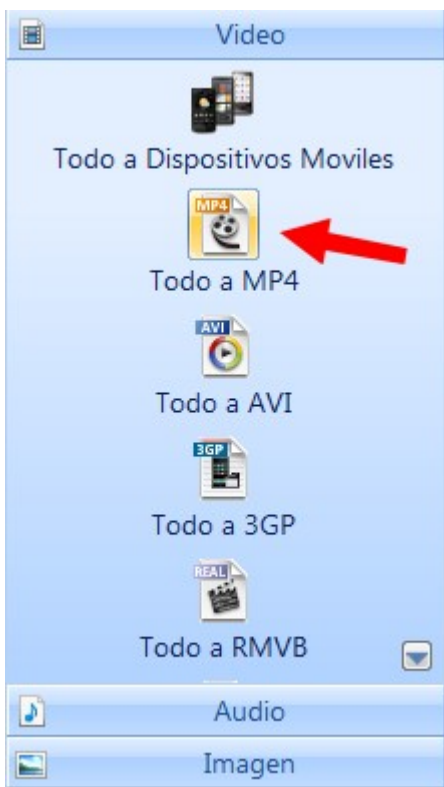 Video
Todo a Dispositivos Moviles
MP4
Todo a MP4
AVI
Todo a AVI
3GP
Todo a 3GP
REAL
Todo a RMVB
Audio
Imagen